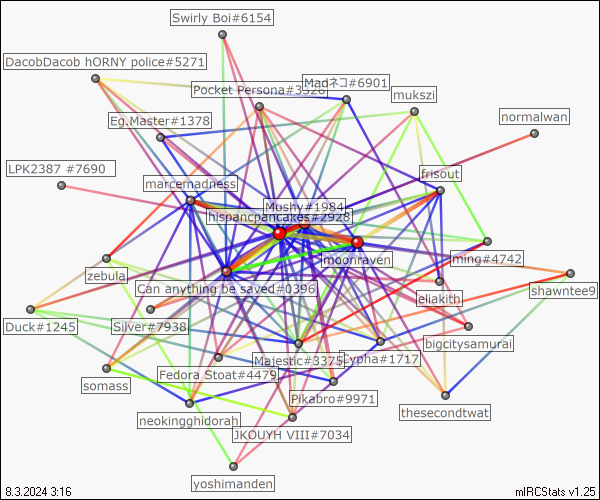 Swirly Boi#6154
DacobDacob hORNY police#5271
Madネコ#6901
Pocket Persona#3328
mukszi
Eg.Master#1378
normalwan
LPK2387 #7690
frisout
marcemadness
Mushy#1984
hispancpancakes#2928
moonraven
ming#4742
zebula
Can anything be saved#0396
eliakith
shawntee9
Duck#1245
Silver#7938
bigcitysamurai
Majestic#3375
Cypha#1717
Fedora Stoat#4479
somass
Pikabro#9971
thesecondtwat
neokingghidorah
JKOUYH VIII#7034
yoshimanden
8.3.2024 3:16
mIRCStats v1.25